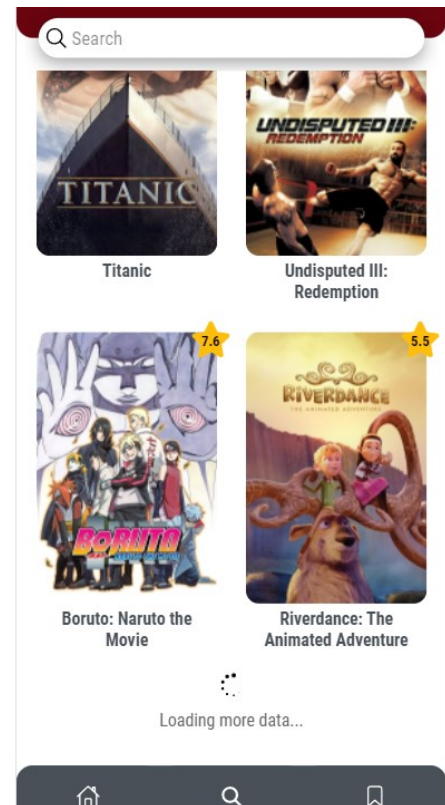 Search
TITANIC
UNDISPUTED III:
REDEMPTION
Titanic
Undisputed III:
Redemption
7.6
5.5
RIVERDANCE
THE ANIMATED ADVENTURE
BORUTO
Boruto: Naruto the
Movie
Riverdance: The
Animated Adventure
Loading more data...